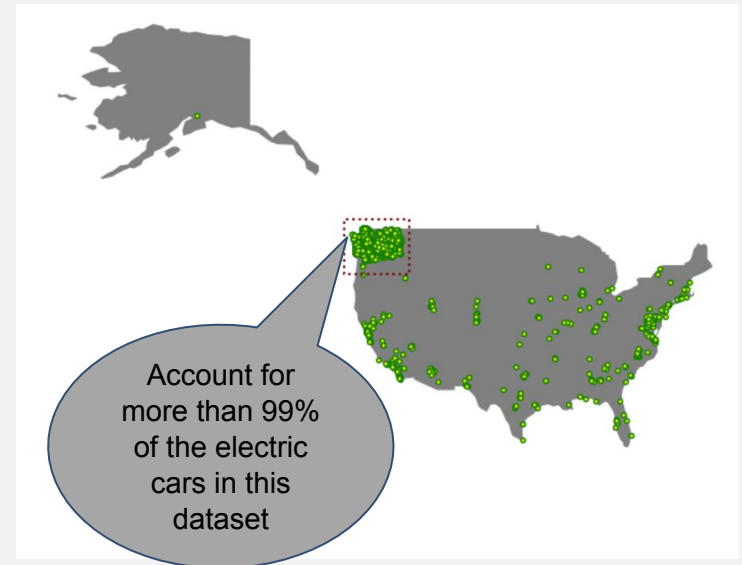 Account for
more than 99%
of the electric
cars in this
dataset